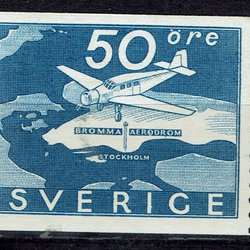 50 öre
BROMMA AERODROM
STOCKHOLM
SVERIGE